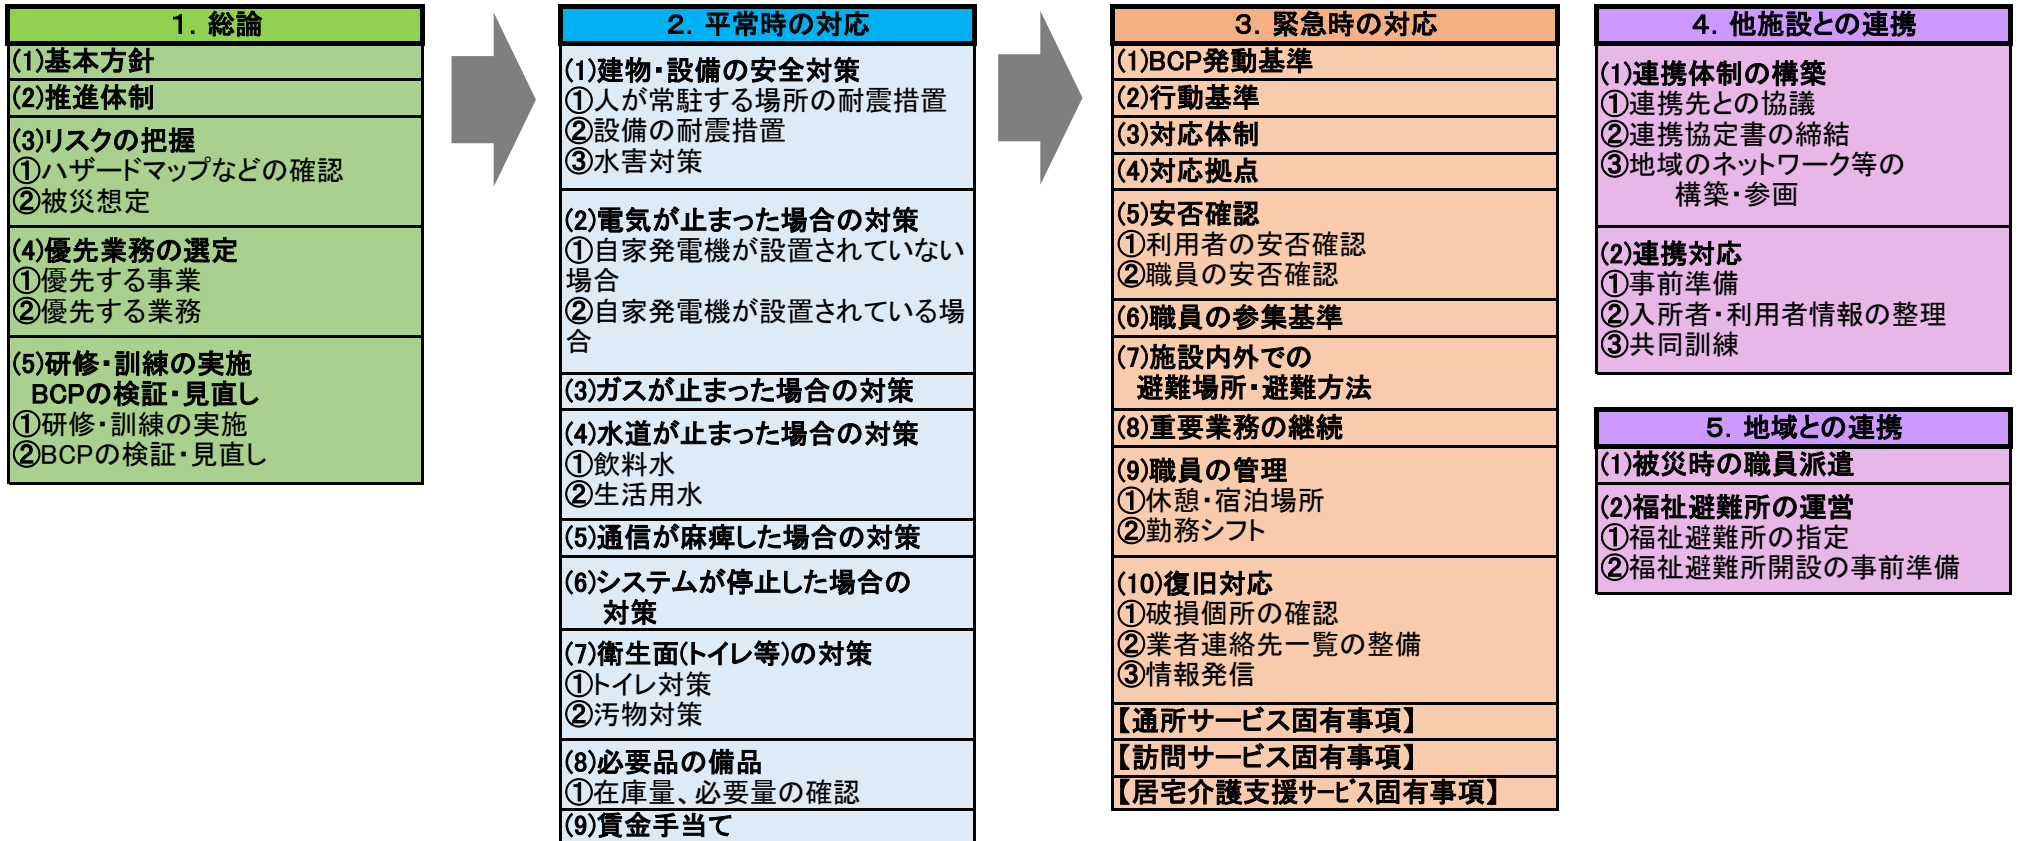 １．総論
(1)基本方針
(2)推進体制
(3)リスクの把握
①ハザードマップなどの確認
②被災想定
(4)優先業務の選定
①優先する事業
②優先する業務
(5)研修・訓練の実施
BCPの検証・見直し
①研修・訓練の実施
②BCPの検証・見直し
２．平常時の対応
(1)建物・設備の安全対策
①人が常駐する場所の耐震措置
②設備の耐震措置
③水害対策
(2)電気が止まった場合の対策
①自家発電機が設置されていない
場合
②自家発電機が設置されている場
合
(3)ガスが止まった場合の対策
(4)水道が止まった場合の対策
①飲料水
②生活用水
(5)通信が麻痺した場合の対策
(6)システムが停止した場合の
対策
(7)衛生面(トイレ等)の対策
①トイレ対策
②汚物対策
(8)必要品の備品
①在庫量、必要量の確認
(9)賃金手当て
３．緊急時の対応
(1)BCP発動基準
(2)行動基準
(3)対応体制
(4)対応拠点
(5)安否確認
①利用者の安否確認
②職員の安否確認
(6)職員の参集基準
(7)施設内外での
避難場所・避難方法
(8)重要業務の継続
(9)職員の管理
①休憩・宿泊場所
②勤務シフト
(10)復旧対応
①破損個所の確認
②業者連絡先一覧の整備
③情報発信
【通所サービス固有事項】
【訪問サービス固有事項】
【居宅介護支援ｻｰﾋﾞｽ固有事項】
４．他施設との連携
(1)連携体制の構築
①連携先との協議
②連携協定書の締結
③地域のネットワーク等の
構築・参画
(2)連携対応
①事前準備
②入所者・利用者情報の整理
③共同訓練
５．地域との連携
(1)被災時の職員派遣
(2)福祉避難所の運営
①福祉避難所の指定
②福祉避難所開設の事前準備